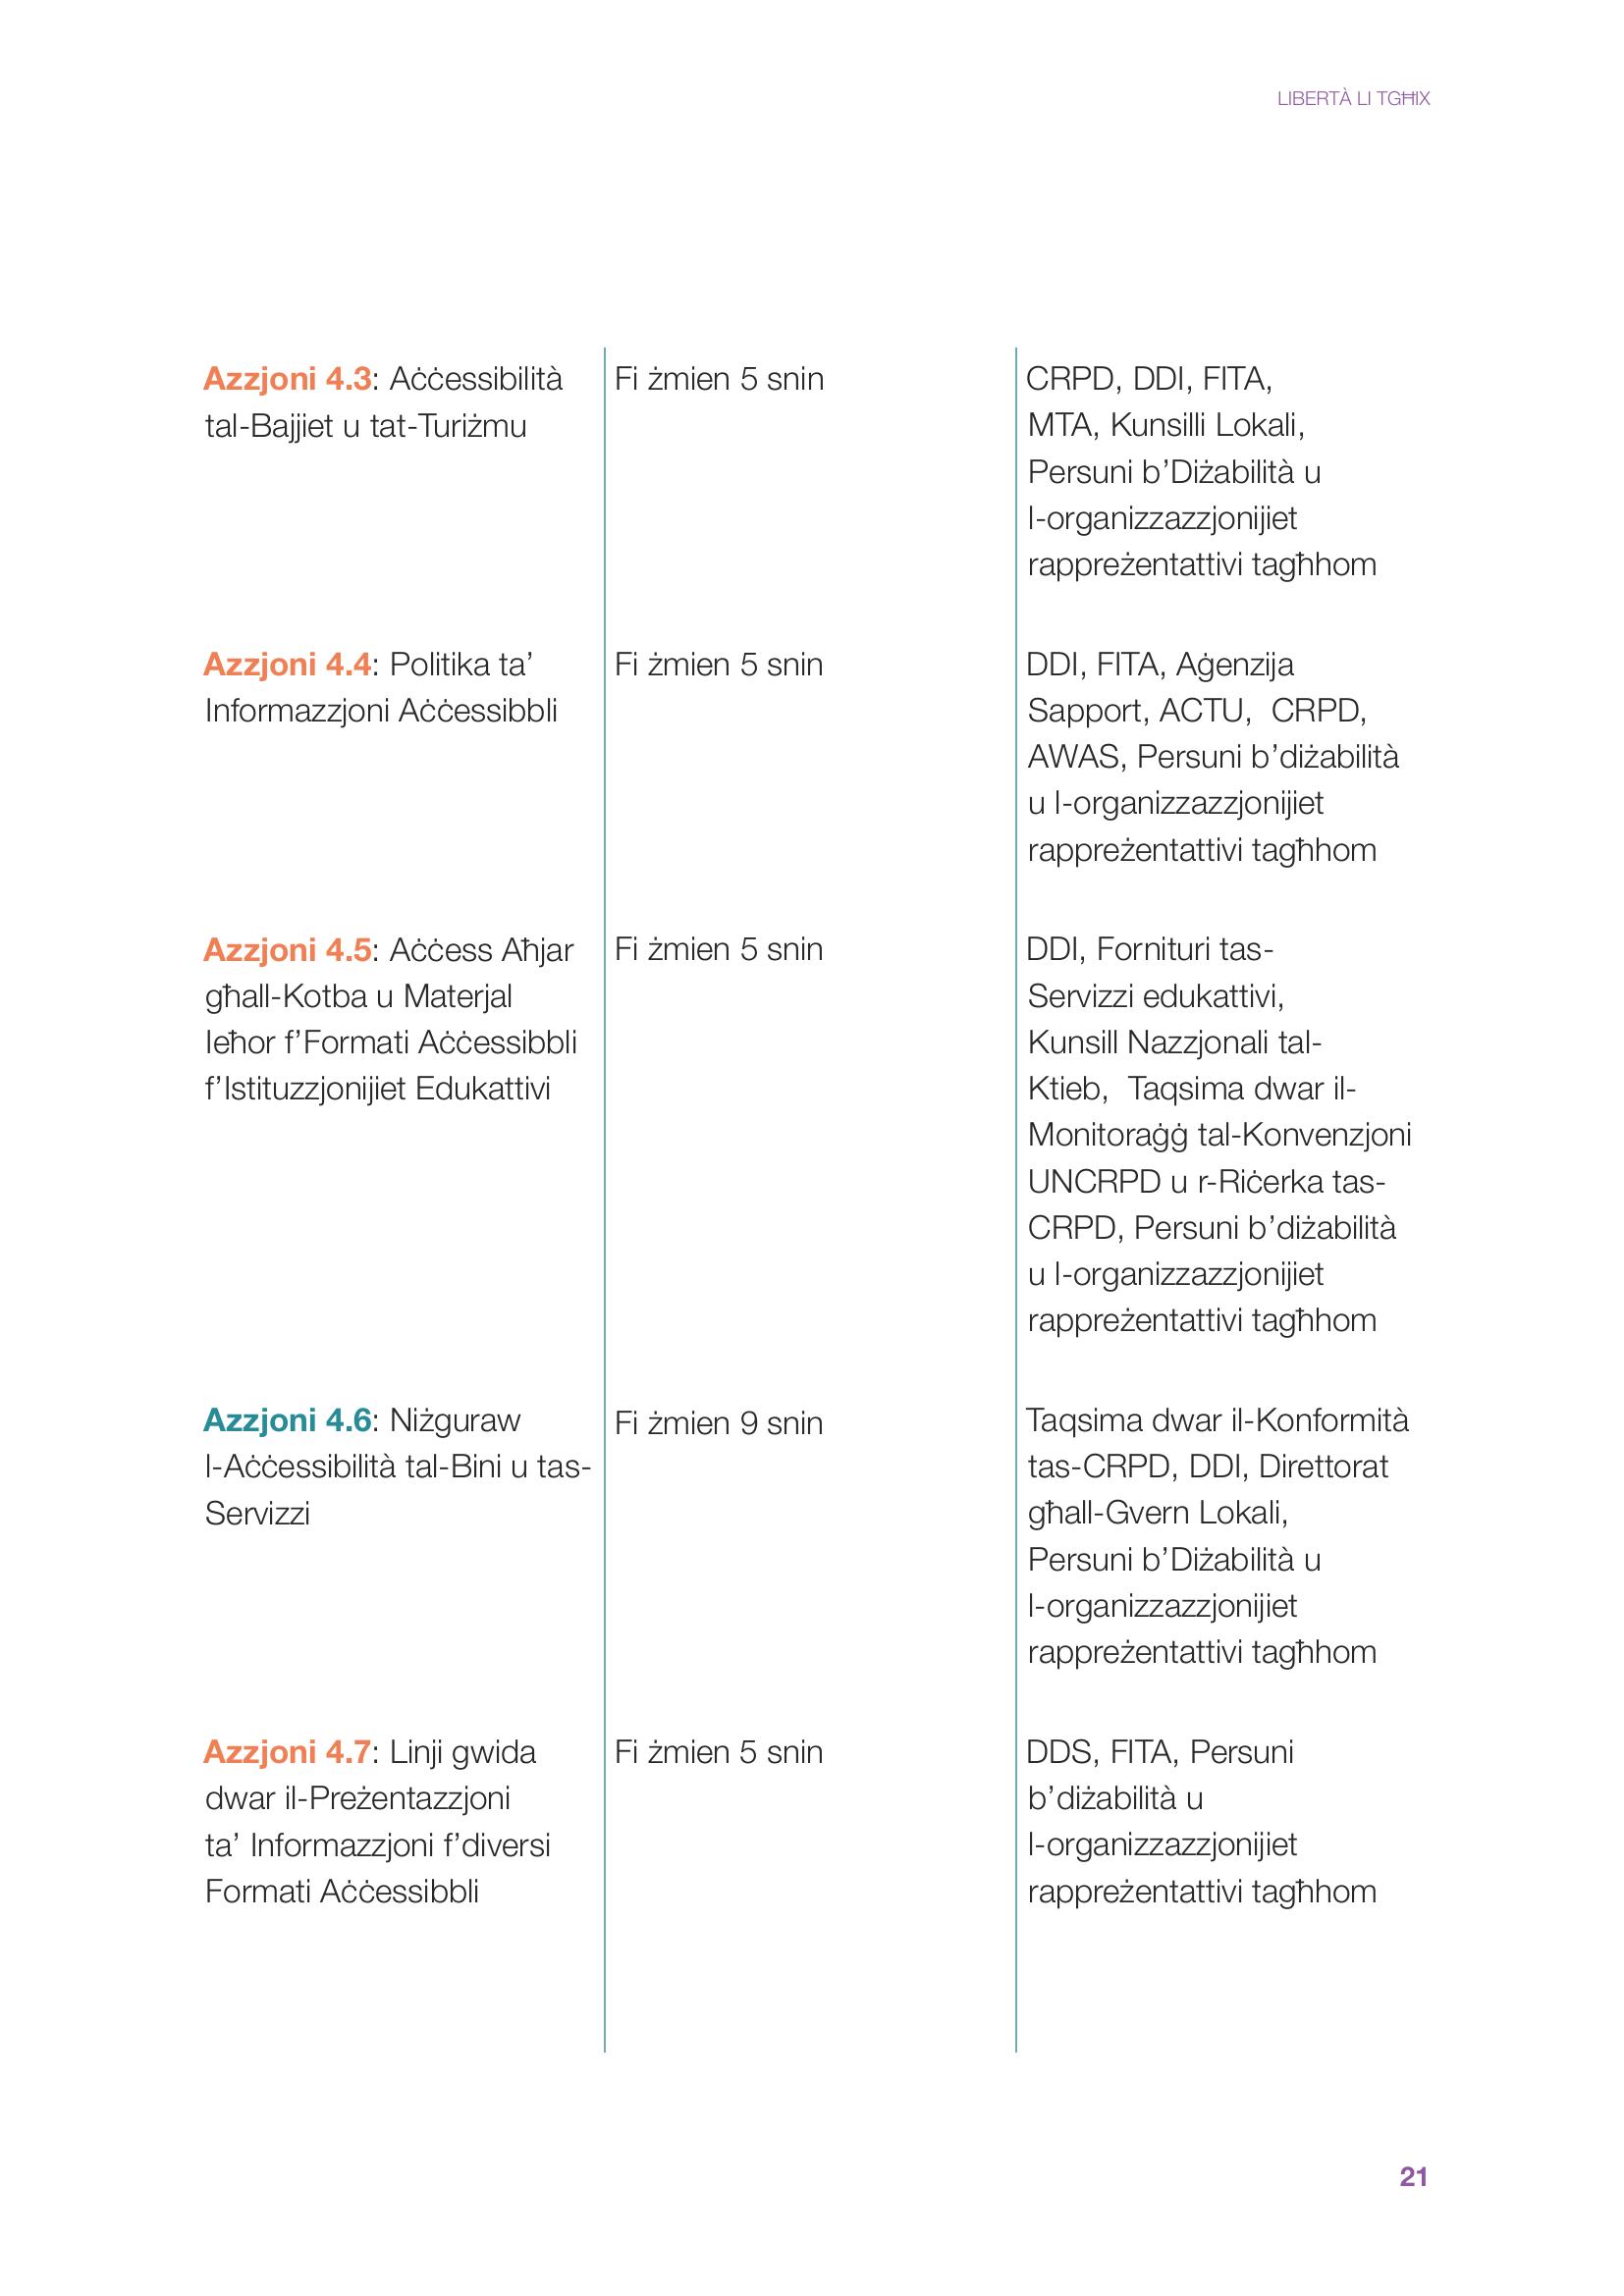 LIBERTÀ LI TGĦIX
Azzjoni 4.3: Aċċessibilità
tal-Bajjiet u tat-Turiżmu
Fi żmien 5 snin
CRPD, DDI, FITA,
MTA, Kunsilli Lokali,
Persuni b’Diżabilità u
l-organizzazzjonijiet
rappreżentattivi tagħhom
Azzjoni 4.4: Politika ta’
Informazzjoni Aċċessibbli
Fi żmien 5 snin
DDI, FITA, Aġenzija
Sapport, ACTU,  CRPD,
AWAS, Persuni b’diżabilità
u l-organizzazzjonijiet
rappreżentattivi tagħhom
Azzjoni 4.5: Aċċess Aħjar
għall-Kotba u Materjal
Ieħor f’Formati Aċċessibbli
f’Istituzzjonijiet Edukattivi
Fi żmien 5 snin
DDI, Fornituri tas-
Servizzi edukattivi,
Kunsill Nazzjonali tal-
Ktieb,  Taqsima dwar il-
Monitoraġġ tal-Konvenzjoni
UNCRPD u r-Riċerka tas-
CRPD, Persuni b’diżabilità
u l-organizzazzjonijiet
rappreżentattivi tagħhom
Azzjoni 4.6: Niżguraw
l-Aċċessibilità tal-Bini u tas-
Servizzi
Fi żmien 9 snin
Taqsima dwar il-Konformità
tas-CRPD, DDI, Direttorat
għall-Gvern Lokali,
Persuni b’Diżabilità u
l-organizzazzjonijiet
rappreżentattivi tagħhom
Azzjoni 4.7: Linji gwida
dwar il-Preżentazzjoni
ta’ Informazzjoni f’diversi
Formati Aċċessibbli
Fi żmien 5 snin
DDS, FITA, Persuni
b’diżabilità u
l-organizzazzjonijiet
rappreżentattivi tagħhom
21